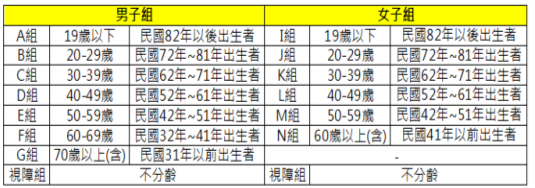 男子組 女子組
A組 19歲以下 民國82年以後出生者 I組 19歲以下 民國82年以後出生者
B組 20-29歲 民國72年~81年出生者 J組 20-29歲 民國72年~81年出生者
C組 30-39歲 民國62年~71年出生者 K組 30-39歲 民國62年~71年出生者
D組 40-49歲 民國52年~61年出生者 L組 40-49歲 民國52年~61年出生者
E組 50-59歲 民國42年~51年出生者 M組 50-59歲 民國42年~51年出生者
F組 60-69歲 民國32年~41年出生者 N組 60歲以上(含) 民國41年以前出生者
G組 70歲以上(含) 民國31年以前出生者 -
視障組 不分齡 視障組 不分齡